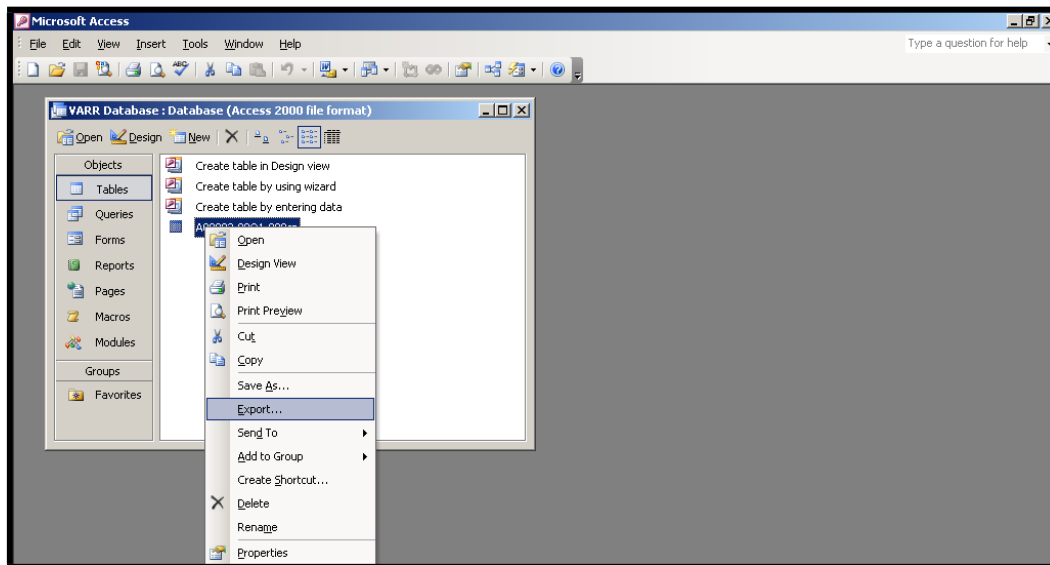 Microsoft Access
File Edit View Insert Tools Window Help
Type a question for help
VARR Database : Database (Access 2000 file format)
Open Design New
Objects
Tables
Queries
Forms
Reports
Pages
Macros
Modules
Groups
Favorites
Create table in Design view
Create table by using wizard
Create table by entering data
Open
Design View
Print
Print Preview
Cut
Copy
Save As...
Export...
Send To
Add to Group
Create Shortcut...
Delete
Rename
Properties